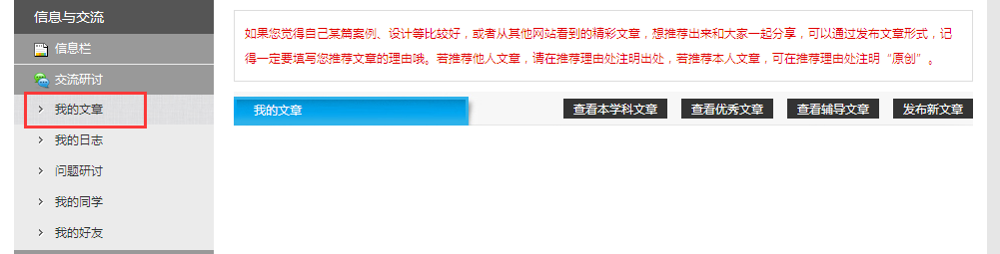 信息与交流
信息栏
交流研讨
我的文章
我的日志
问题研讨
我的同学
我的好友
如果您觉得自己某篇案例、设计等比较好，或者从其他网站看到的精彩文章，想推荐出来和大家一起分享，可以通过发布文章形式，记
得一定要填写您推荐文章的理由哦。若推荐他人文章，请在推荐理由处注明出处，若推荐本人文章，可在推荐理由处注明“原创”。
我的文章 查看本学科文章 查看优秀文章 查看辅导文章 发布新文章